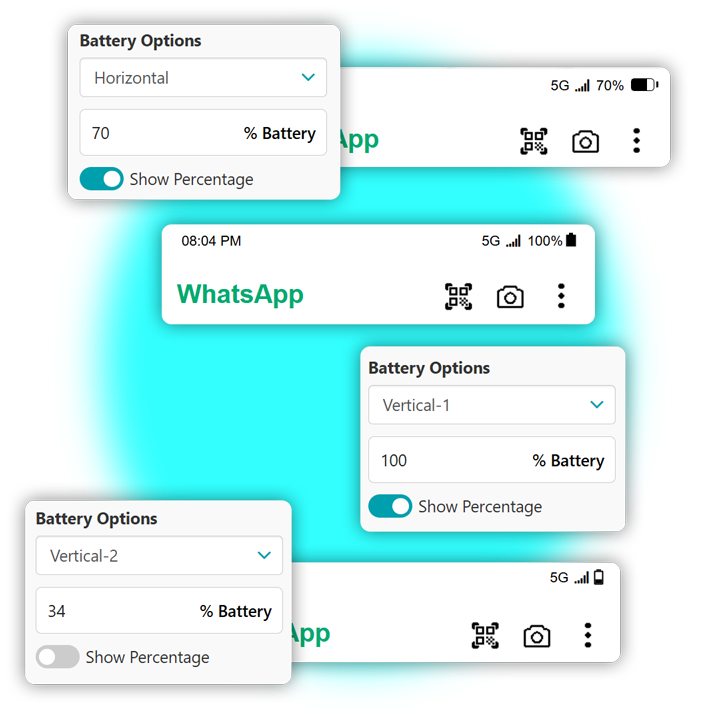 Battery Options
Horizontal
70 % Battery
Show Percentage
5G 70%
App
08:04 PM 5G 100%
WhatsApp
Battery Options
Vertical-1
100 % Battery
Show Percentage
Battery Options
Vertical-2
34 % Battery
Show Percentage
5G
App